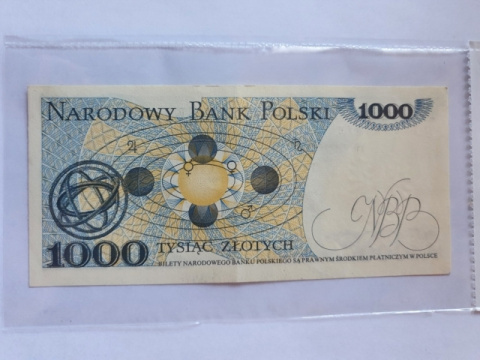 NARODOWY BANK POLSKI
1000
NBP
1000
TYSIĄC ZŁOTYCH
BILETY NARODOWEGO BANKU POLSKIEGO SĄ PRAWNYM ŚRODKIEM PŁATNICZYM W POLSCE